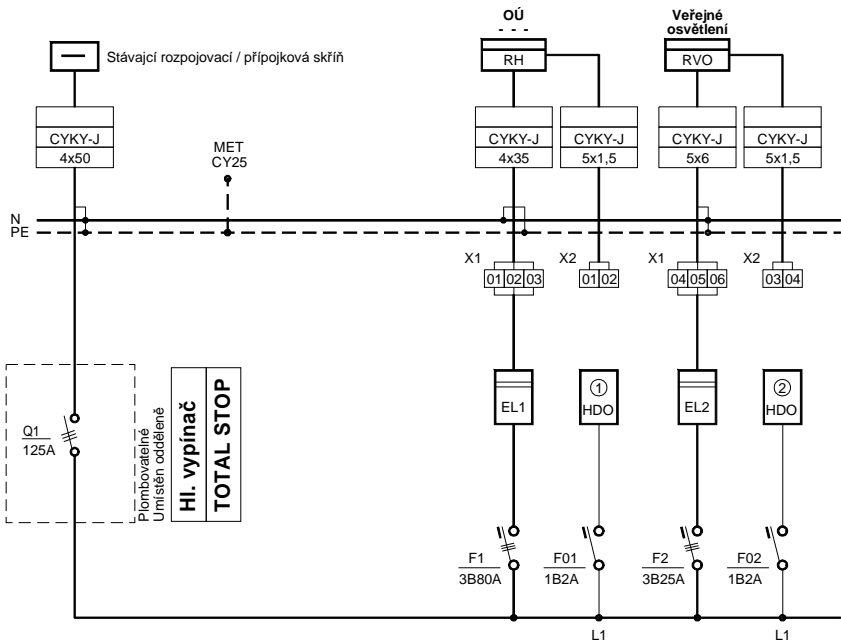 OÚ
- - -
Veřejné
osvětlení
Stávající rozpojovací / přípojková skříň
RH
RVO
CYKY-J
4x50
MET
CY25
CYKY-J
4x35
CYKY-J
5x1,5
CYKY-J
5x6
CYKY-J
5x1,5
N
PE
X1
01 02 03
X2
01 02
X1
04 05 06
X2
03 04
Q1
125A
Plombovatelné
Umístěn odděleně
Hl. vypínač
TOTAL STOP
EL1
1
HDO
EL2
2
HDO
F1
3B80A
F01
1B2A
F2
3B25A
F02
1B2A
L1
L1